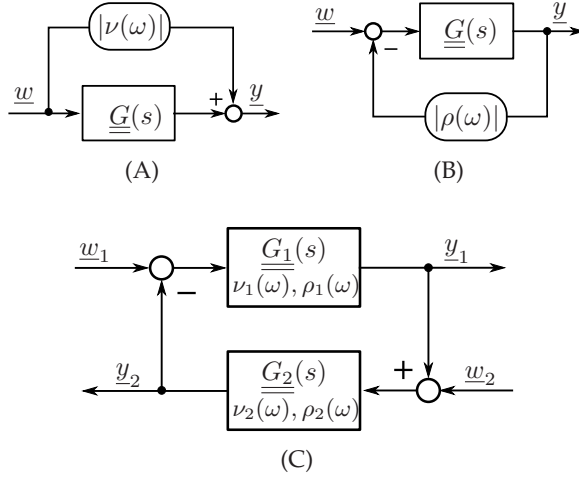 |ν(ω)|
w
G(s)
+
y
(A)
w
−
G(s)
y
|ρ(ω)|
(B)
w₁
−
G₁(s)
ν₁(ω), ρ₁(ω)
y₁
y₂
G₂(s)
ν₂(ω), ρ₂(ω)
+
w₂
(C)